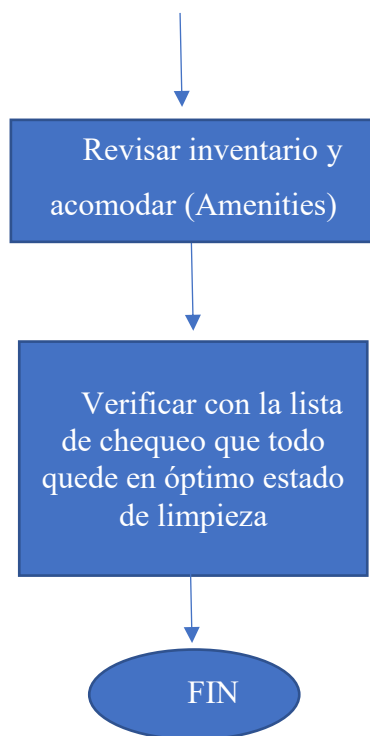 Revisar inventario y
acomodar (Amenities)
Verificar con la lista
de chequeo que todo
quede en óptimo estado
de limpieza
FIN